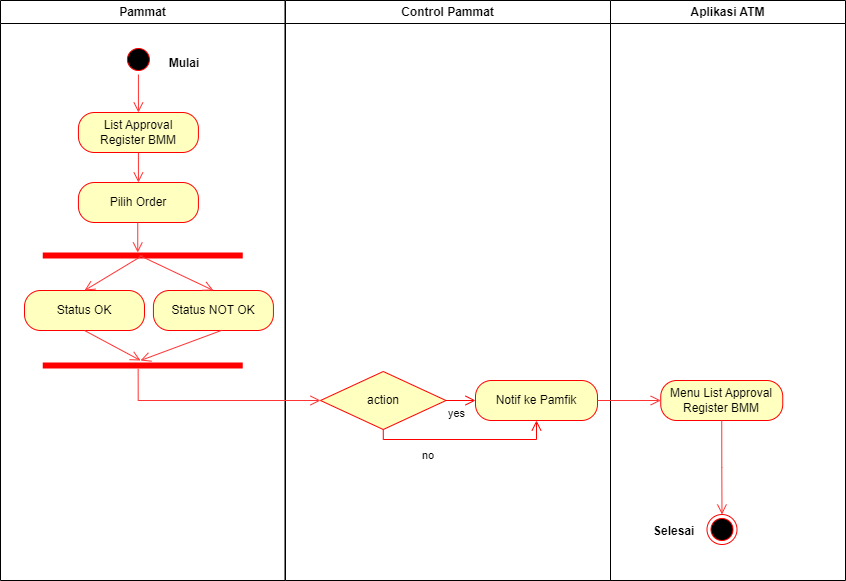 Pammat
Control Pammat
Aplikasi ATM
Mulai
List Approval
Register BMM
Pilih Order
Status OK
Status NOT OK
action
yes
no
Notif ke Pamfik
Menu List Approval
Register BMM
Selesai